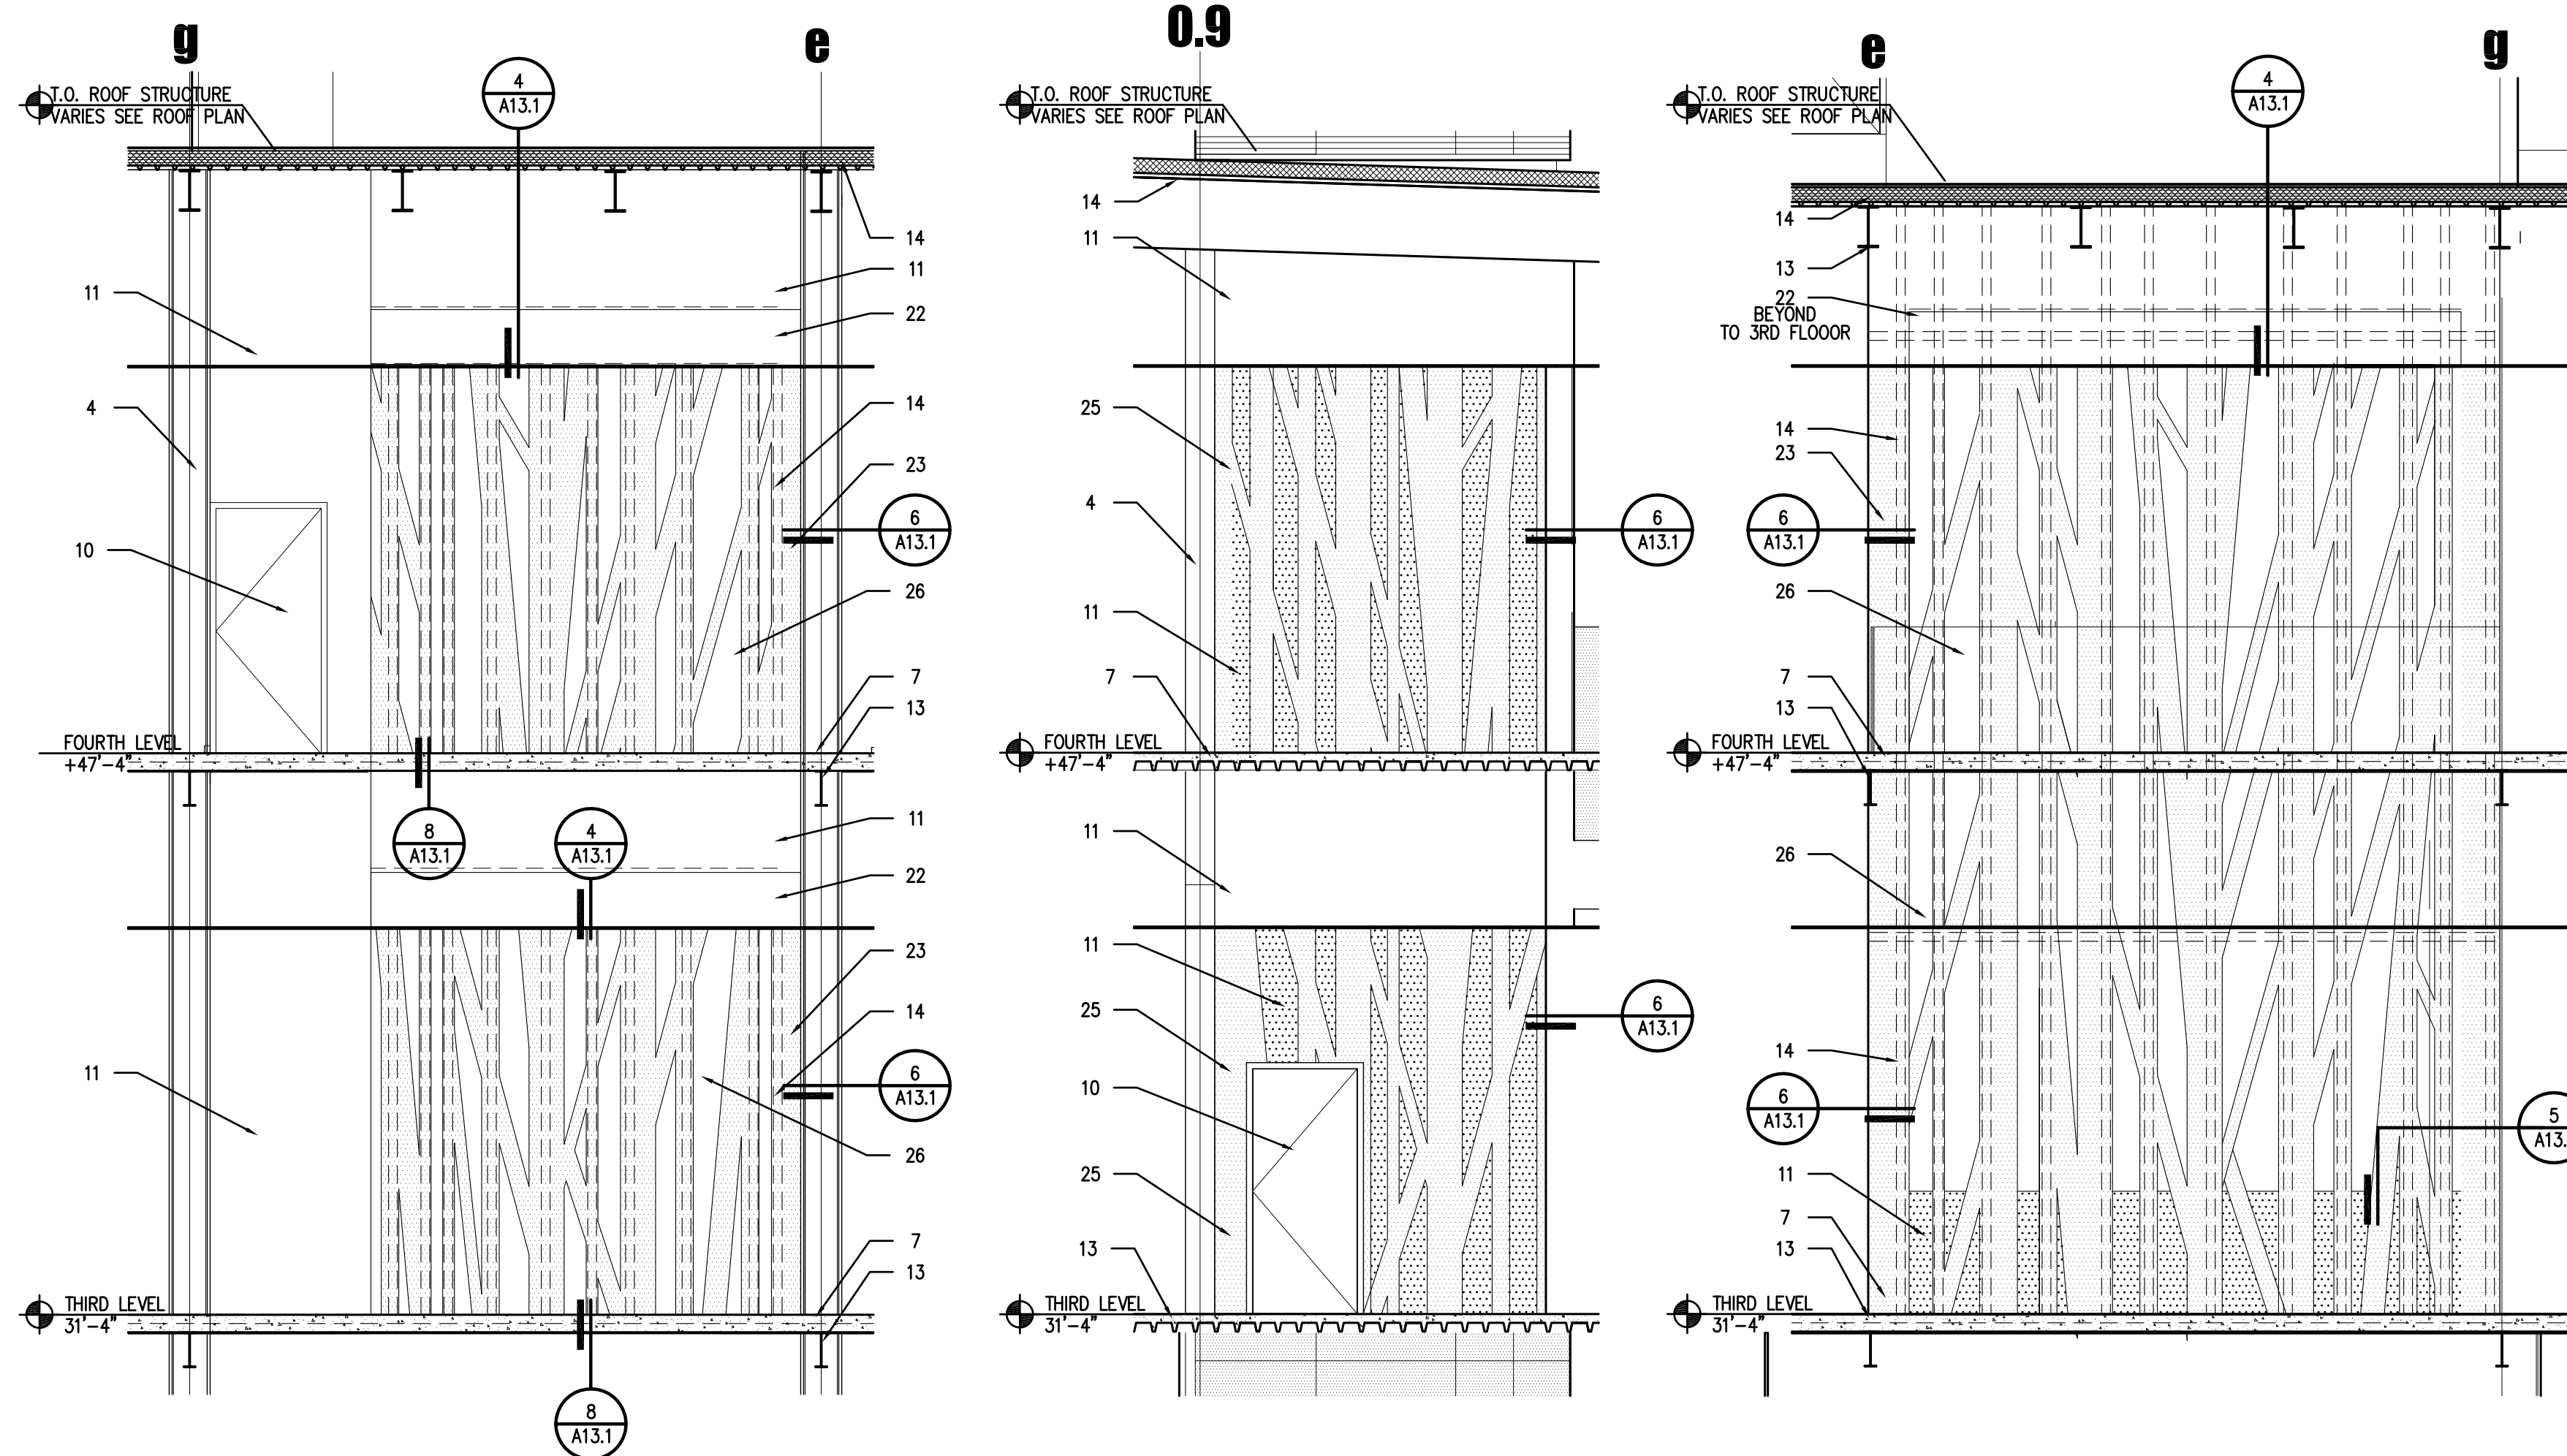 g
e
T.O. ROOF STRUCTURE
VARIES SEE ROOF PLAN
4
A13.1
14
11
11
22
4
14
23
6
A13.1
10
26
7
13
FOURTH LEVEL
+47'-4"
8
A13.1
4
A13.1
11
22
23
14
11
6
A13.1
26
7
13
THIRD LEVEL
31'-4"
8
A13.1
0.9
T.O. ROOF STRUCTURE
VARIES SEE ROOF PLAN
14
11
25
4
6
A13.1
11
7
FOURTH LEVEL
+47'-4"
11
11
25
6
A13.1
10
25
13
THIRD LEVEL
31'-4"
e
g
T.O. ROOF STRUCTURE
VARIES SEE ROOF PLAN
4
A13.1
14
13
22
BEYOND
TO 3RD FLOOOR
14
23
6
A13.1
26
7
13
FOURTH LEVEL
+47'-4"
26
14
6
A13.1
5
A13.
11
7
13
THIRD LEVEL
31'-4"